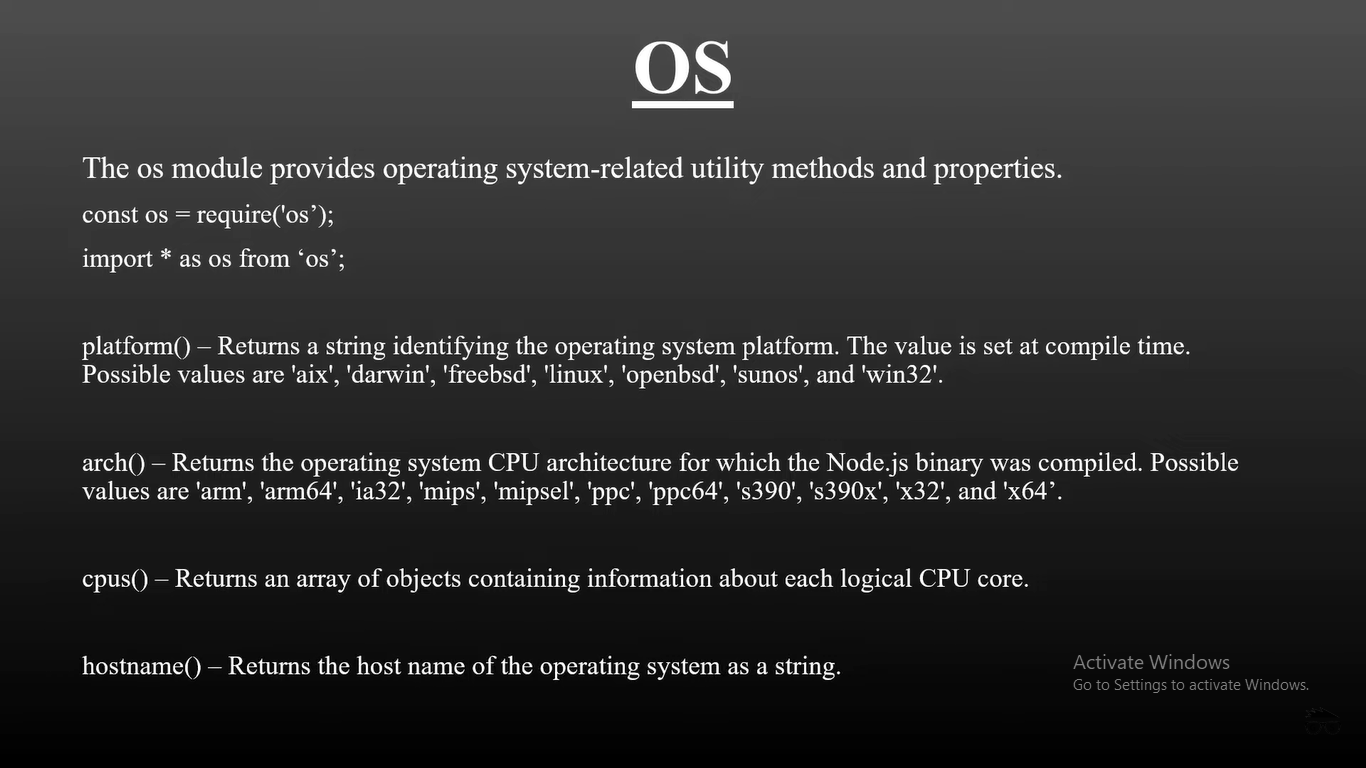 OS
The os module provides operating system-related utility methods and properties.
const os = require('os’);
import * as os from ‘os’;
platform() – Returns a string identifying the operating system platform. The value is set at compile time.
Possible values are 'aix', 'darwin', 'freebsd', 'linux', 'openbsd', 'sunos', and 'win32'.
arch() – Returns the operating system CPU architecture for which the Node.js binary was compiled. Possible
values are 'arm', 'arm64', 'ia32', 'mips', 'mipsel', 'ppc', 'ppc64', 's390', 's390x', 'x32', and 'x64’.
cpus() – Returns an array of objects containing information about each logical CPU core.
hostname() – Returns the host name of the operating system as a string.
Activate Windows
Go to Settings to activate Windows.